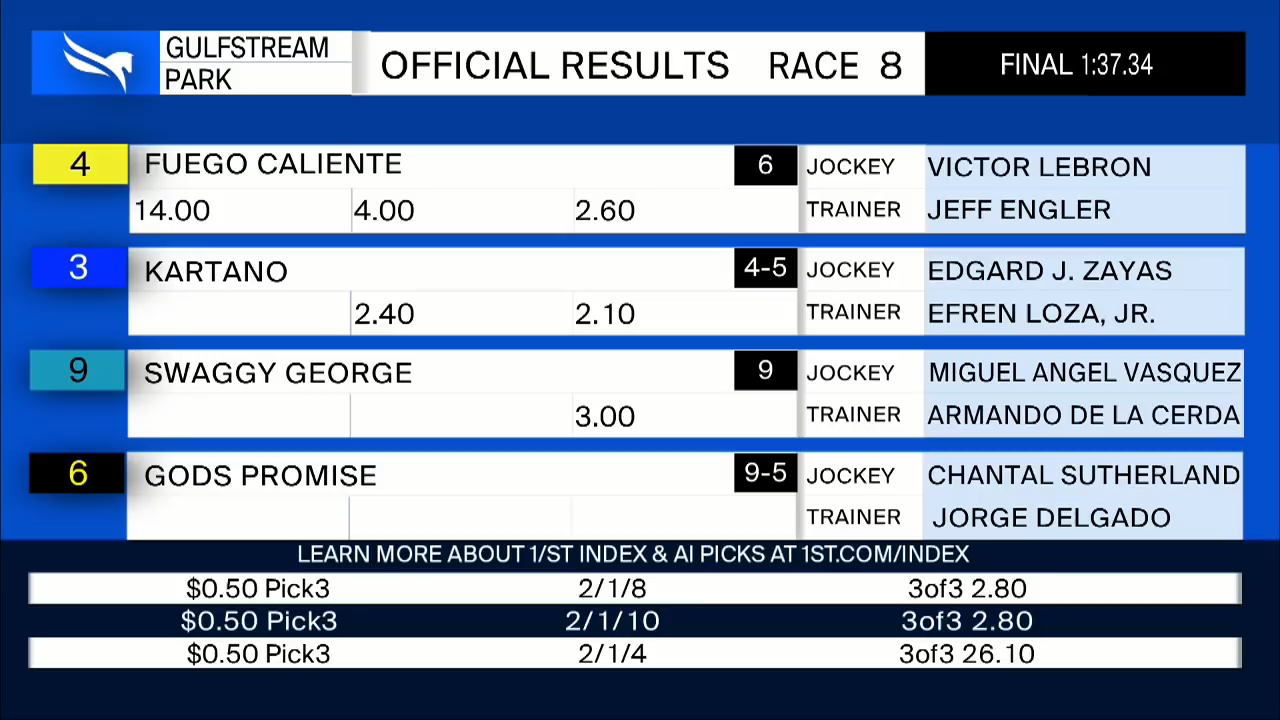 GULFSTREAM
PARK
OFFICIAL RESULTS RACE 8
FINAL 1:37.34
4 FUEGO CALIENTE 6 JOCKEY VICTOR LEBRON
14.00 4.00 2.60 TRAINER JEFF ENGLER
3 KARTANO 4-5 JOCKEY EDGARD J. ZAYAS
2.40 2.10 TRAINER EFREN LOZA, JR.
9 SWAGGY GEORGE 9 JOCKEY MIGUEL ANGEL VASQUEZ
3.00 TRAINER ARMANDO DE LA CERDA
6 GODS PROMISE 9-5 JOCKEY CHANTAL SUTHERLAND
TRAINER JORGE DELGADO
LEARN MORE ABOUT 1/ST INDEX & AI PICKS AT 1ST.COM/INDEX
$0.50 Pick3 2/1/8 3of3 2.80
$0.50 Pick3 2/1/10 3of3 2.80
$0.50 Pick3 2/1/4 3of3 26.10